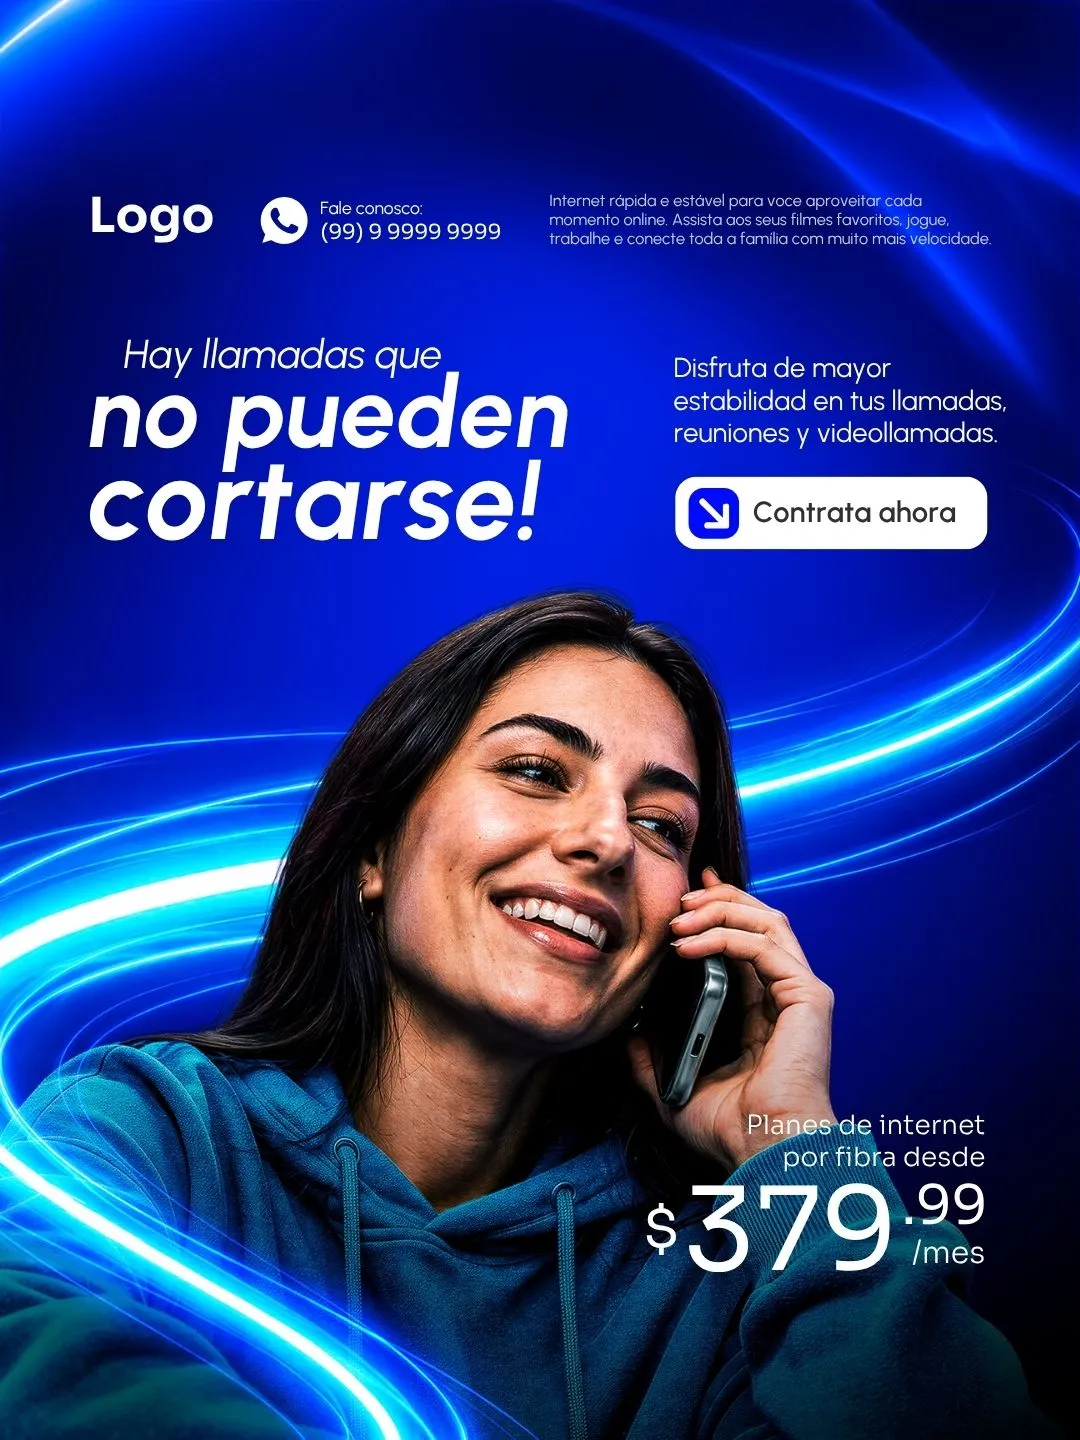 Logo
Fale conosco:
(99) 9 9999 9999
Internet rápida e estável para voce aproveitar cada
momento online. Assista aos seus filmes favoritos, jogue,
trabalhe e conecte toda a família com muito mais velocidade.
Hay llamadas que
no pueden
cortarse!
Disfruta de mayor
estabilidad en tus llamadas,
reuniones y videollamadas.
Contrata ahora
Planes de internet
por fibra desde
$379.99
/mes